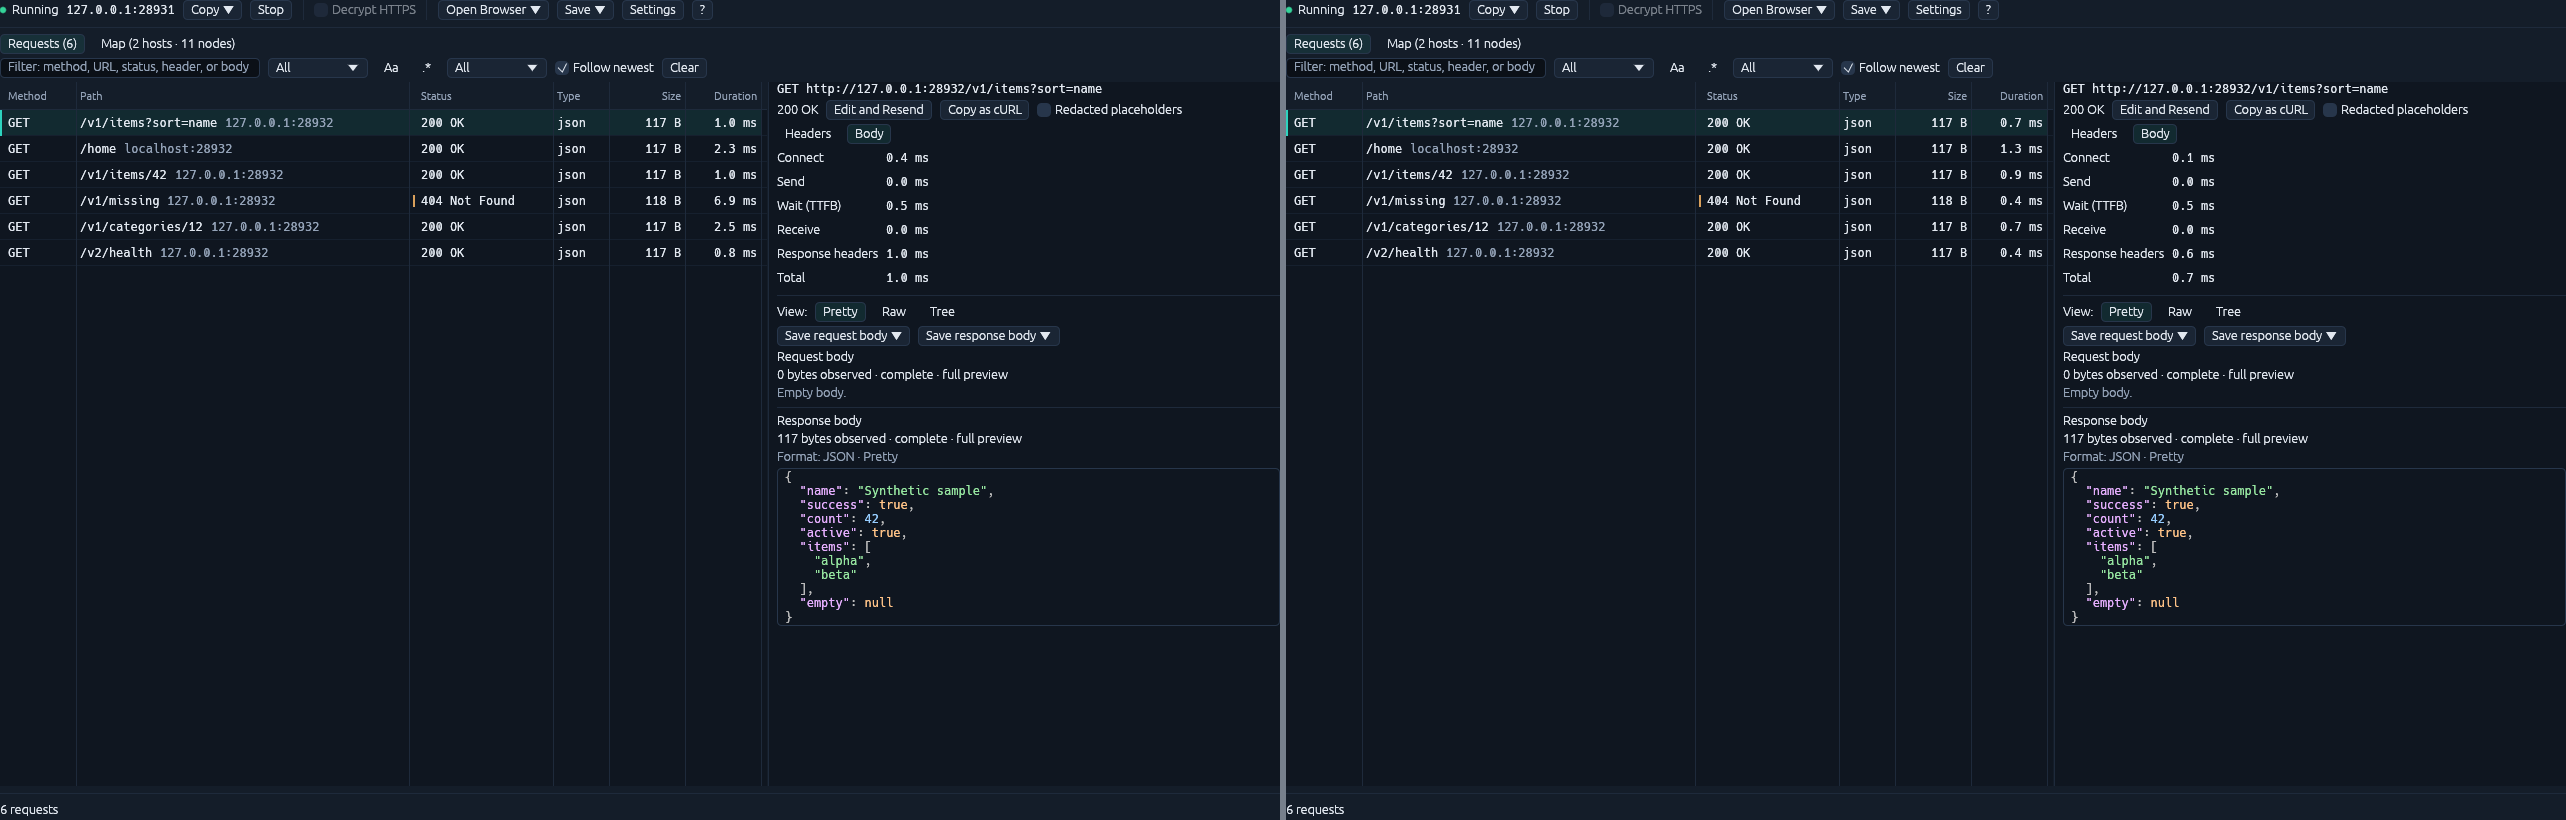 Running 127.0.0.1:28931 Copy ▼ Stop Decrypt HTTPS Open Browser ▼ Save ▼ Settings ?
Requests (6) Map (2 hosts · 11 nodes)
Filter: method, URL, status, header, or body All ▼ Aa .* All ▼ Follow newest Clear
Method Path Status Type Size Duration
GET /v1/items?sort=name 127.0.0.1:28932 200 OK json 117 B 1.0 ms
GET /home localhost:28932 200 OK json 117 B 2.3 ms
GET /v1/items/42 127.0.0.1:28932 200 OK json 117 B 1.0 ms
GET /v1/missing 127.0.0.1:28932 404 Not Found json 118 B 6.9 ms
GET /v1/categories/12 127.0.0.1:28932 200 OK json 117 B 2.5 ms
GET /v2/health 127.0.0.1:28932 200 OK json 117 B 0.8 ms
GET http://127.0.0.1:28932/v1/items?sort=name
200 OK Edit and Resend Copy as cURL Redacted placeholders
Headers Body
Connect 0.4 ms
Send 0.0 ms
Wait (TTFB) 0.5 ms
Receive 0.0 ms
Response headers 1.0 ms
Total 1.0 ms
View: Pretty Raw Tree
Save request body ▼ Save response body ▼
Request body
0 bytes observed · complete · full preview
Empty body.
Response body
117 bytes observed · complete · full preview
Format: JSON · Pretty
{
"name": "Synthetic sample",
"success": true,
"count": 42,
"active": true,
"items": [
"alpha",
"beta"
],
"empty": null
}
6 requests
Running 127.0.0.1:28931 Copy ▼ Stop Decrypt HTTPS Open Browser ▼ Save ▼ Settings ?
Requests (6) Map (2 hosts · 11 nodes)
Filter: method, URL, status, header, or body All ▼ Aa .* All ▼ Follow newest Clear
Method Path Status Type Size Duration
GET /v1/items?sort=name 127.0.0.1:28932 200 OK json 117 B 0.7 ms
GET /home localhost:28932 200 OK json 117 B 1.3 ms
GET /v1/items/42 127.0.0.1:28932 200 OK json 117 B 0.9 ms
GET /v1/missing 127.0.0.1:28932 404 Not Found json 118 B 0.4 ms
GET /v1/categories/12 127.0.0.1:28932 200 OK json 117 B 0.7 ms
GET /v2/health 127.0.0.1:28932 200 OK json 117 B 0.4 ms
GET http://127.0.0.1:28932/v1/items?sort=name
200 OK Edit and Resend Copy as cURL Redacted placeholders
Headers Body
Connect 0.1 ms
Send 0.0 ms
Wait (TTFB) 0.5 ms
Receive 0.0 ms
Response headers 0.6 ms
Total 0.7 ms
View: Pretty Raw Tree
Save request body ▼ Save response body ▼
Request body
0 bytes observed · complete · full preview
Empty body.
Response body
117 bytes observed · complete · full preview
Format: JSON · Pretty
{
"name": "Synthetic sample",
"success": true,
"count": 42,
"active": true,
"items": [
"alpha",
"beta"
],
"empty": null
}
6 requests